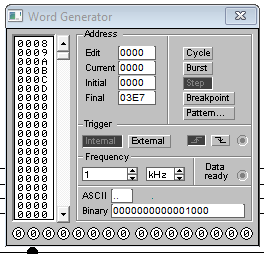 Word Generator
0008
0009
000A
000B
000C
000D
0000
0000
0000
0000
0000
0000
0000
0000
0000
0000
Address
Edit 0000
Current 0000
Initial 0000
Final 03E7
Cycle
Burst
Step
Breakpoint
Pattern...
Trigger
Internal External
Frequency
1 kHz
Data ready
ASCII ..
Binary 0000000000001000
0 0 0 0 0 0 0 0 0 0 0 0 0 0 0 0